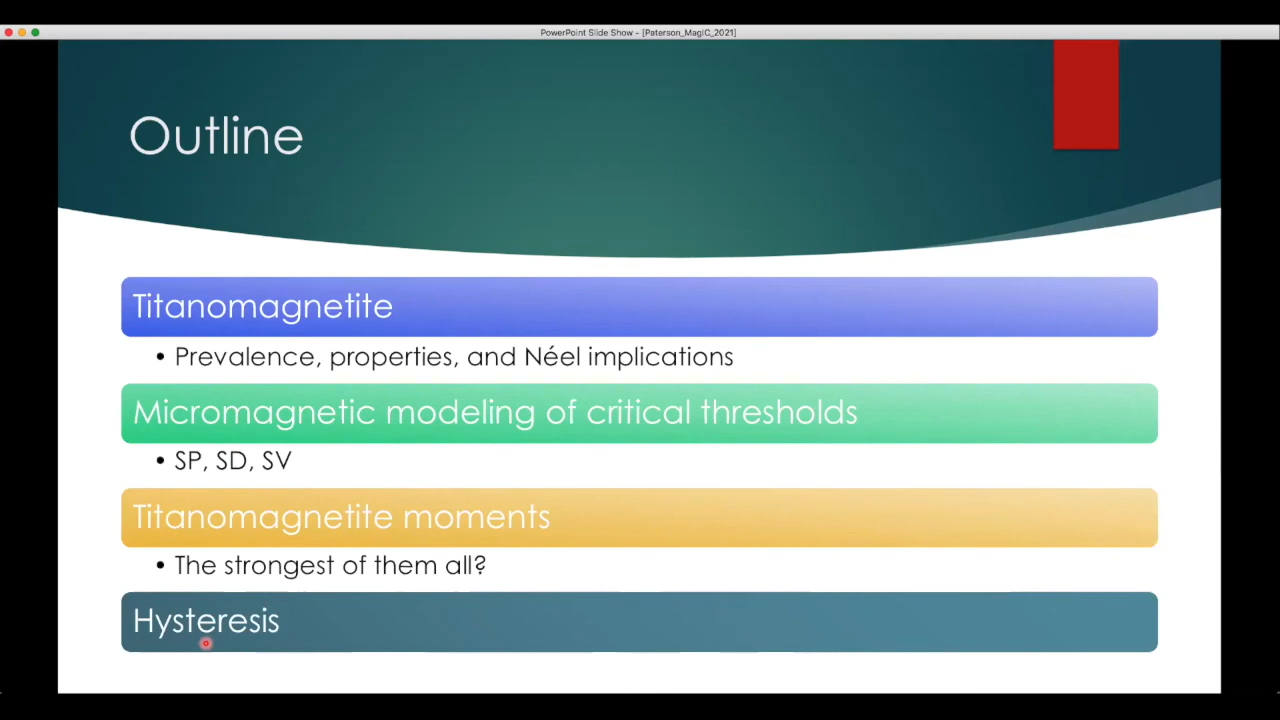 PowerPoint Slide Show - [Paterson_MagIC_2021]
Outline
Titanomagnetite
• Prevalence, properties, and Néel implications
Micromagnetic modeling of critical thresholds
• SP, SD, SV
Titanomagnetite moments
• The strongest of them all?
Hysteresis